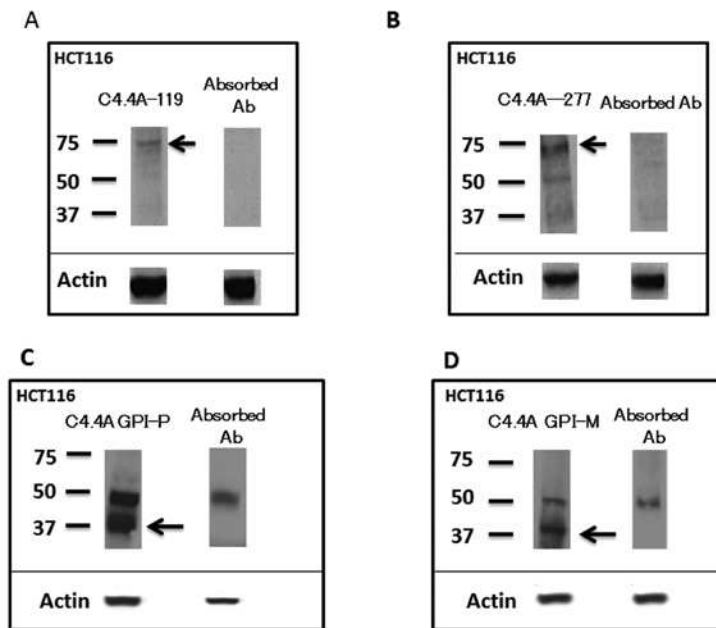 A
HCT116
C4.4A-119
Absorbed
Ab
75
50
37
Actin
B
HCT116
C4.4A-277
Absorbed Ab
75
50
37
Actin
C
HCT116
C4.4A GPI-P
Absorbed
Ab
75
50
37
Actin
D
HCT116
C4.4A GPI-M
Absorbed
Ab
75
50
37
Actin